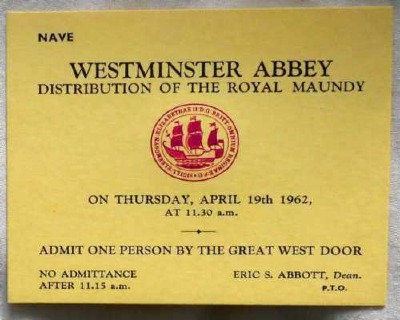 NAVE
WESTMINSTER ABBEY
DISTRIBUTION OF THE ROYAL MAUNDY
ON THURSDAY, APRIL 19th 1962,
AT 11.30 a.m.
ADMIT ONE PERSON BY THE GREAT WEST DOOR
NO ADMITTANCE
AFTER 11.15 a.m.
ERIC S. ABBOTT, Dean.
P.T.O.